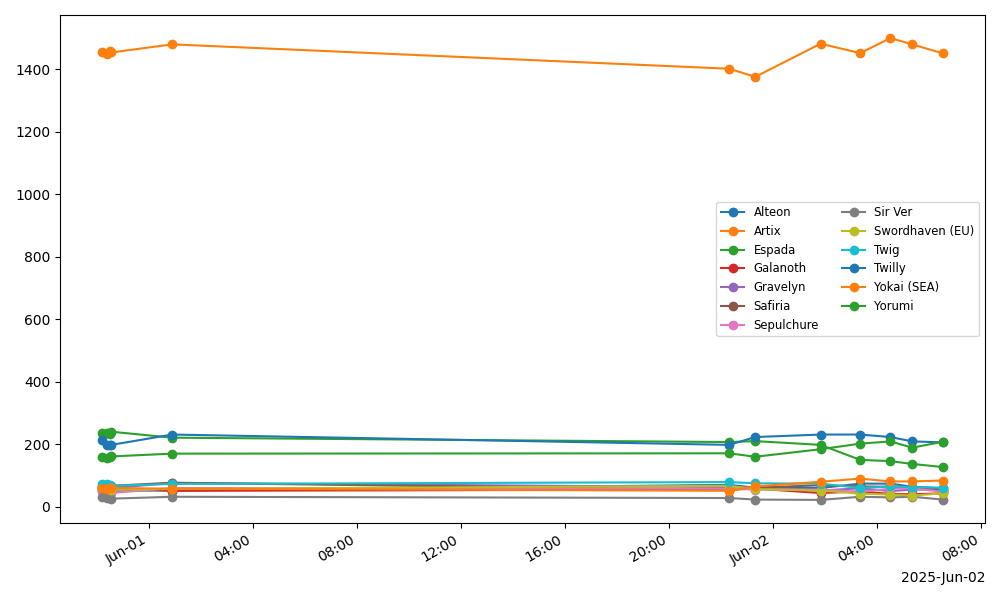 1400
1200
1000
800
600
400
200
0
Alteon
Artix
Espada
Galanoth
Gravelyn
Safiria
Sepulchure
Sir Ver
Swordhaven (EU)
Twig
Twilly
Yokai (SEA)
Yorumi
Jun-01 04:00 08:00 12:00 16:00 20:00 Jun-02 04:00 08:00
2025-Jun-02